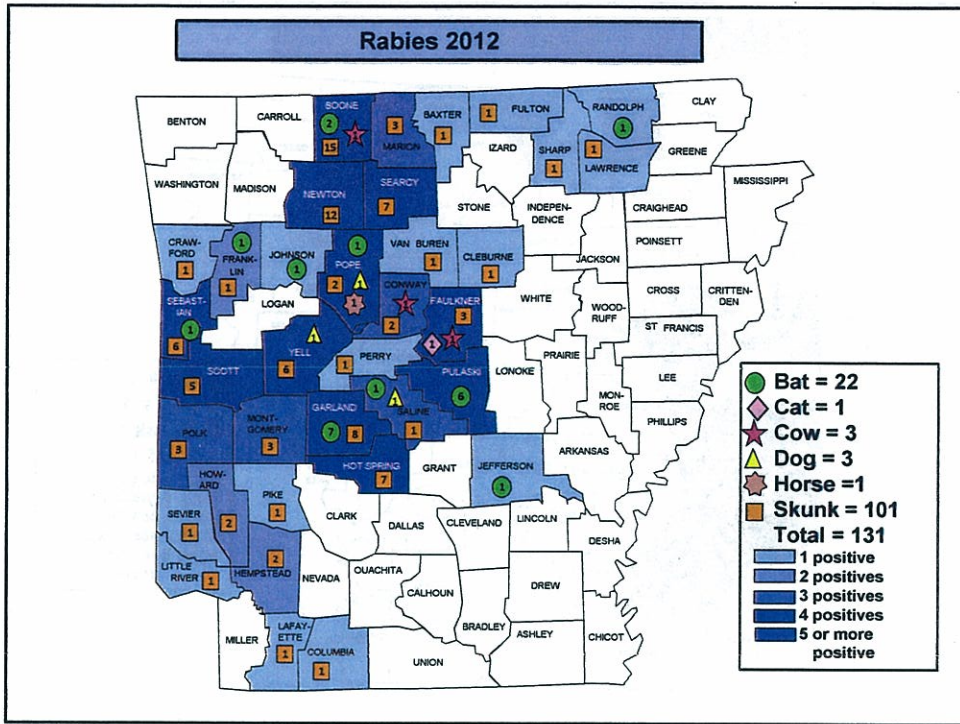 Rabies 2012
BENTON
CARROLL
BOONE
2
1
15
3
MARION
BAXTER
1
1
FULTON
RANDOLPH
1
CLAY
WASHINGTON
MADISON
NEWTON
12
SEARCY
7
IZARD
SHARP
1
1
LAWRENCE
GREENE
MISSISSIPPI
STONE
INDEPEN-
DENCE
CRAIGHEAD
POINSETT
CRAW-
FORD
1
1
FRANK-
LIN
1
JOHNSON
1
1
POPE
2
1
1
VAN BUREN
1
CLEBURNE
1
JACKSON
CONWAY
1
2
FAULKNER
3
1
1
WHITE
WOOD-
RUFF
CROSS
CRITTEN-
DEN
ST FRANCIS
SEBAST-
IAN
1
6
LOGAN
1
YELL
6
PERRY
1
SCOTT
5
PULASKI
6
LONOKE
PRAIRIE
MON-
ROE
LEE
PHILLIPS
1
1
SALINE
1
GARLAND
7
8
MONT-
GOMERY
3
POLK
3
HOT SPRING
7
GRANT
JEFFERSON
1
ARKANSAS
HOW-
ARD
2
PIKE
1
SEVIER
1
CLARK
DALLAS
CLEVELAND
LINCOLN
DESHA
LITTLE
RIVER
1
2
HEMPSTEAD
NEVADA
OUACHITA
CALHOUN
DREW
BRADLEY
ASHLEY
CHICOT
MILLER
LAFAY-
ETTE
1
COLUMBIA
1
UNION
Bat = 22
Cat = 1
Cow = 3
Dog = 3
Horse =1
Skunk = 101
Total = 131
1 positive
2 positives
3 positives
4 positives
5 or more
positive